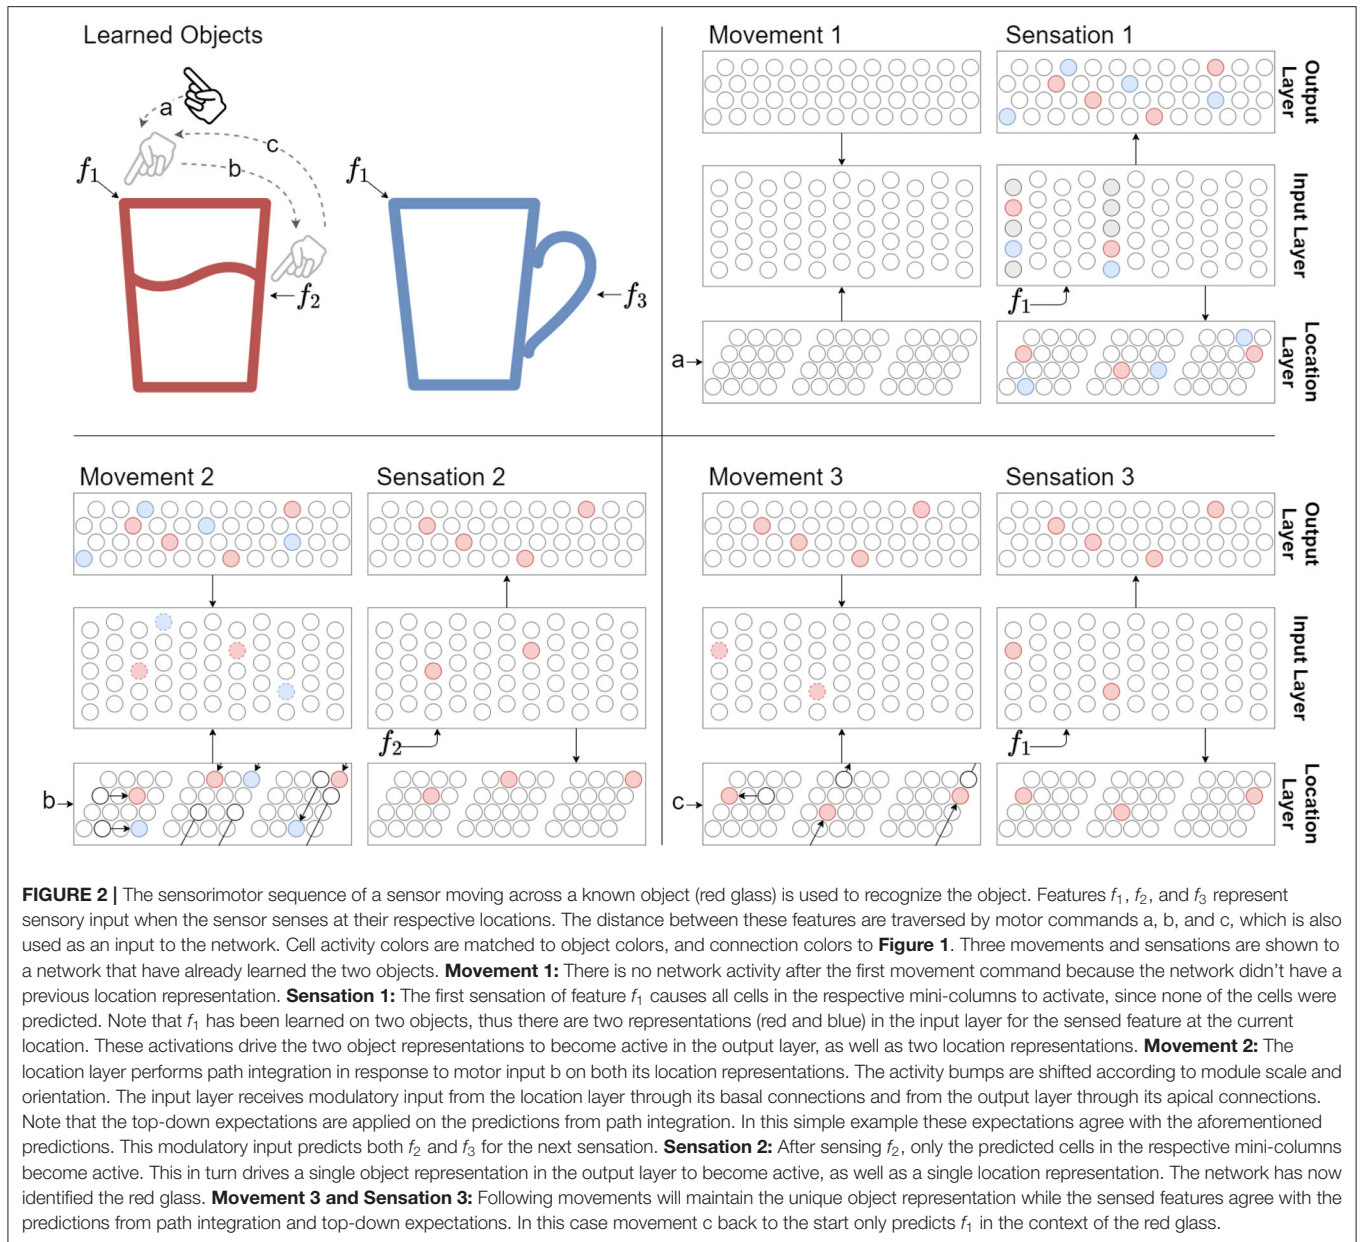 Learned Objects
a
c
b
f1
f1
f2
f3
Movement 1
Sensation 1
Output Layer
Input Layer
f1
a
Location Layer
Movement 2
Sensation 2
Movement 3
Sensation 3
Output Layer
Input Layer
f2
f1
b
c
Location Layer
FIGURE 2 | The sensorimotor sequence of a sensor moving across a known object (red glass) is used to recognize the object. Features f1, f2, and f3 represent
sensory input when the sensor senses at their respective locations. The distance between these features are traversed by motor commands a, b, and c, which is also
used as an input to the network. Cell activity colors are matched to object colors, and connection colors to Figure 1. Three movements and sensations are shown to
a network that have already learned the two objects. Movement 1: There is no network activity after the first movement command because the network didn't have a
previous location representation. Sensation 1: The first sensation of feature f1 causes all cells in the respective mini-columns to activate, since none of the cells were
predicted. Note that f1 has been learned on two objects, thus there are two representations (red and blue) in the input layer for the sensed feature at the current
location. These activations drive the two object representations to become active in the output layer, as well as two location representations. Movement 2: The
location layer performs path integration in response to motor input b on both its location representations. The activity bumps are shifted according to module scale and
orientation. The input layer receives modulatory input from the location layer through its basal connections and from the output layer through its apical connections.
Note that the top-down expectations are applied on the predictions from path integration. In this simple example these expectations agree with the aforementioned
predictions. This modulatory input predicts both f2 and f3 for the next sensation. Sensation 2: After sensing f2, only the predicted cells in the respective mini-columns
become active. This in turn drives a single object representation in the output layer to become active, as well as a single location representation. The network has now
identified the red glass. Movement 3 and Sensation 3: Following movements will maintain the unique object representation while the sensed features agree with the
predictions from path integration and top-down expectations. In this case movement c back to the start only predicts f1 in the context of the red glass.